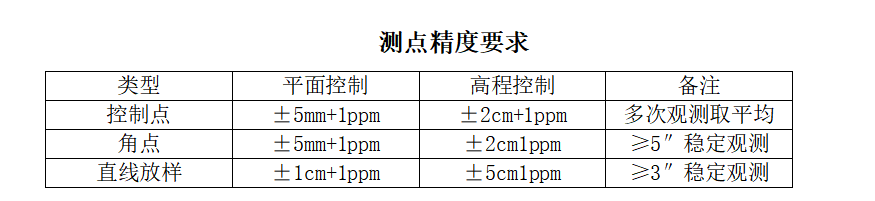 测点精度要求
类型 平面控制 高程控制 备注
控制点 ±5mm+1ppm ±2cm+1ppm 多次观测取平均
角点 ±5mm+1ppm ±2cm1ppm ≥5″稳定观测
直线放样 ±1cm+1ppm ±5cm1ppm ≥3″稳定观测